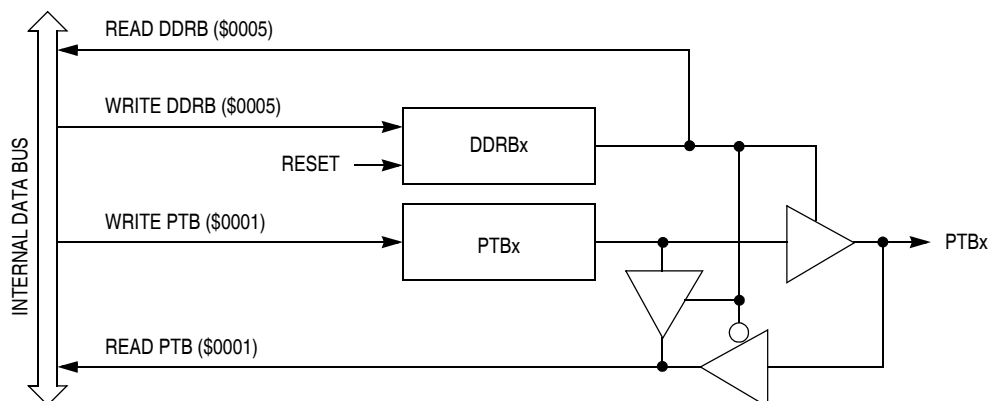 READ DDRB ($0005)
WRITE DDRB ($0005)
DDRBx
RESET
INTERNAL DATA BUS
WRITE PTB ($0001)
PTBx
PTBx
READ PTB ($0001)